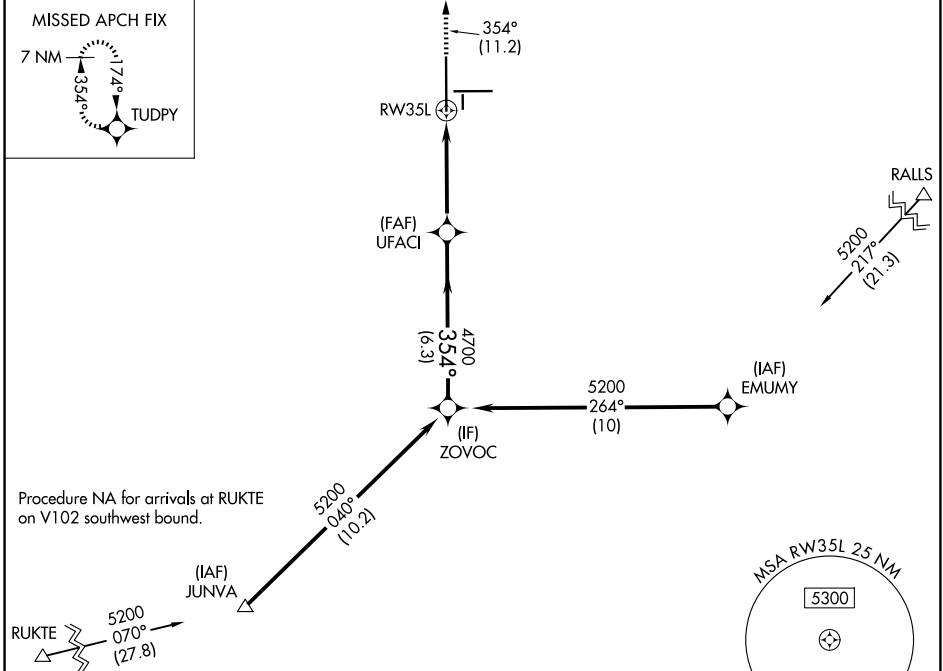 MISSED APCH FIX
7 NM
354°
174°
TUDPY
354°
(11.2)
RW35L
RALLS
5200
217°
(21.3)
(FAF)
UFACI
4700
354°
(6.3)
(IAF)
EMUMY
5200
264°
(10)
(IF)
ZOVOC
Procedure NA for arrivals at RUKTE
on V102 southwest bound.
5200
040°
(10.2)
(IAF)
JUNVA
RUKTE
5200
070°
(27.8)
MSA RW35L 25 NM
5300